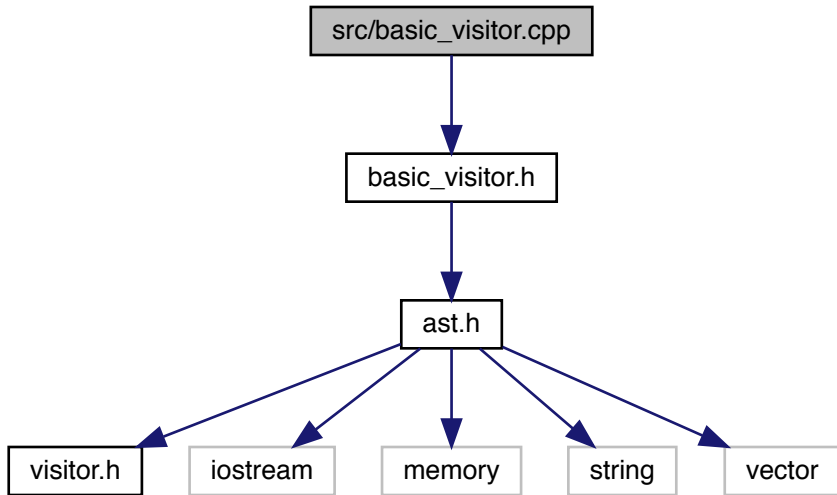 src/basic_visitor.cpp
basic_visitor.h
ast.h
visitor.h
iostream
memory
string
vector